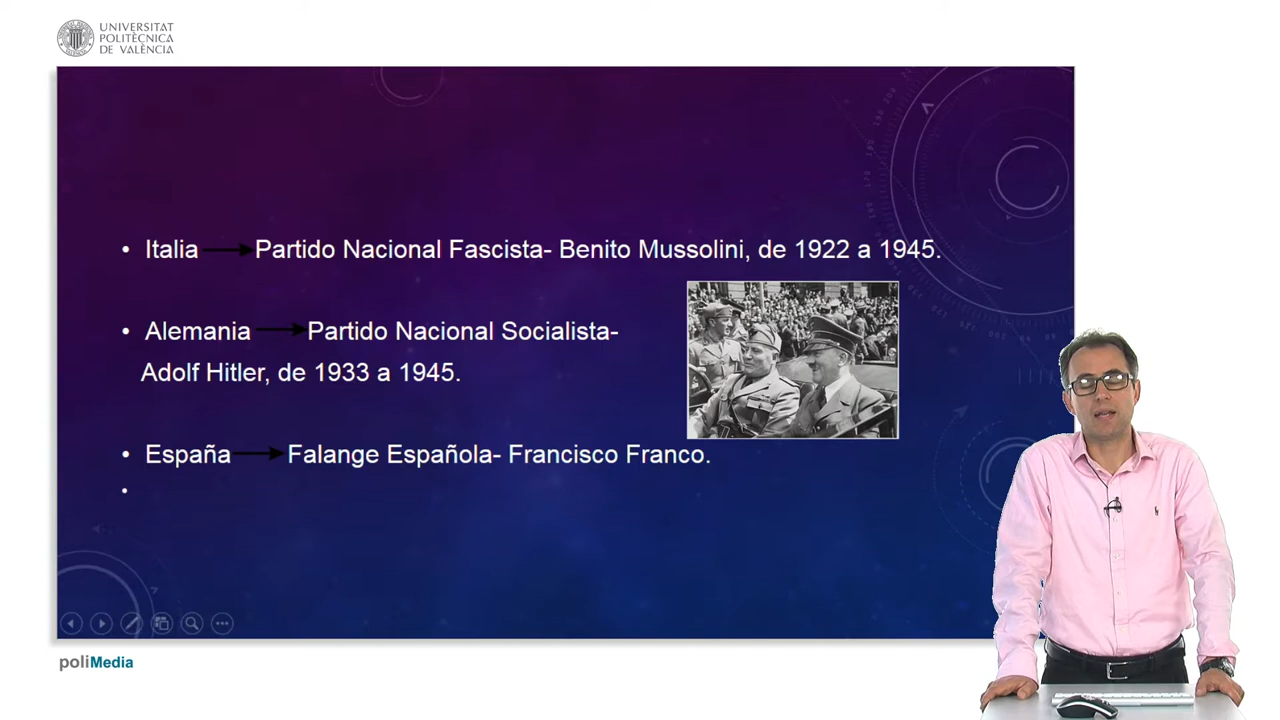 UNIVERSITAT
POLITÈCNICA
DE VALÈNCIA
• Italia Partido Nacional Fascista- Benito Mussolini, de 1922 a 1945.
• Alemania Partido Nacional Socialista-
Adolf Hitler, de 1933 a 1945.
• España Falange Española- Francisco Franco.
•
poliMedia